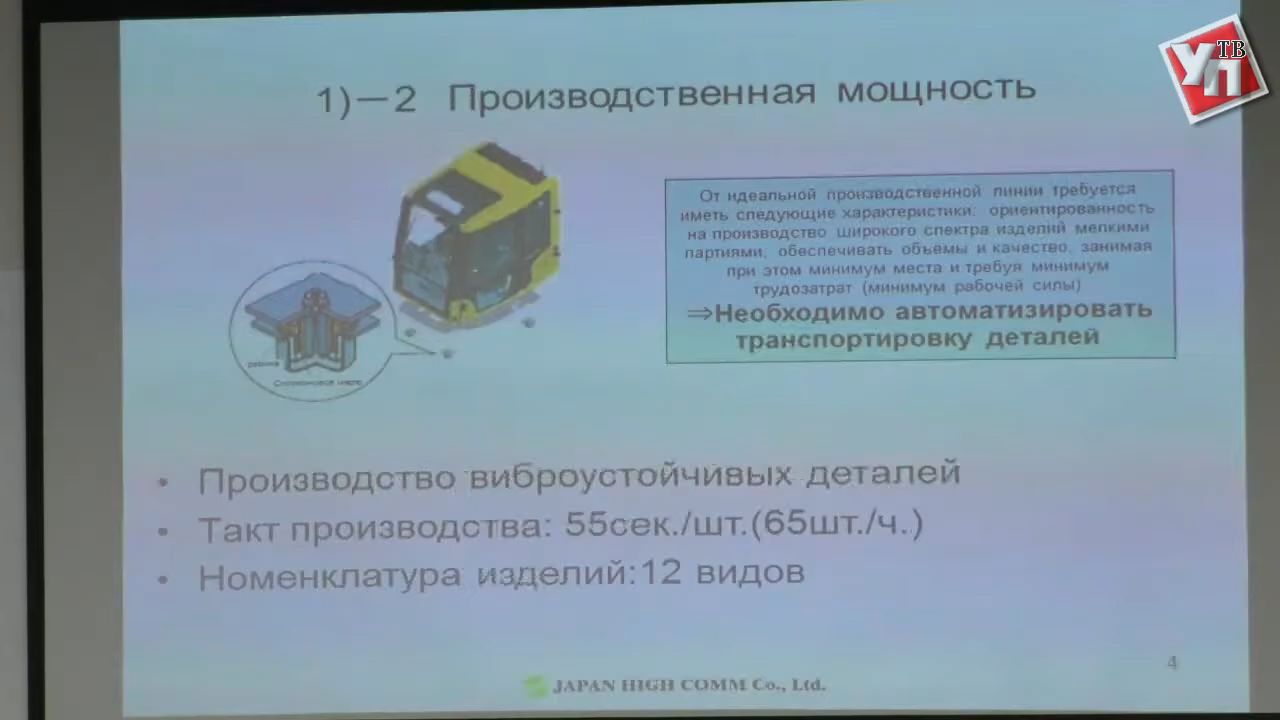 ТВ
УП
1)－2 Производственная мощность
От идеальной производственной линии требуется
иметь следующие характеристики: ориентированность
на производство широкого спектра изделий мелкими
партиями, обеспечивать объемы и качество, занимая
при этом минимум места и требуя минимум
трудозатрат (минимум рабочей силы)
⇒Необходимо автоматизировать
транспортировку деталей
• Производство виброустойчивых деталей
• Такт производства: 55сек./шт.(65шт./ч.)
• Номенклатура изделий:12 видов
4
JAPAN HIGH COMM Co., Ltd.